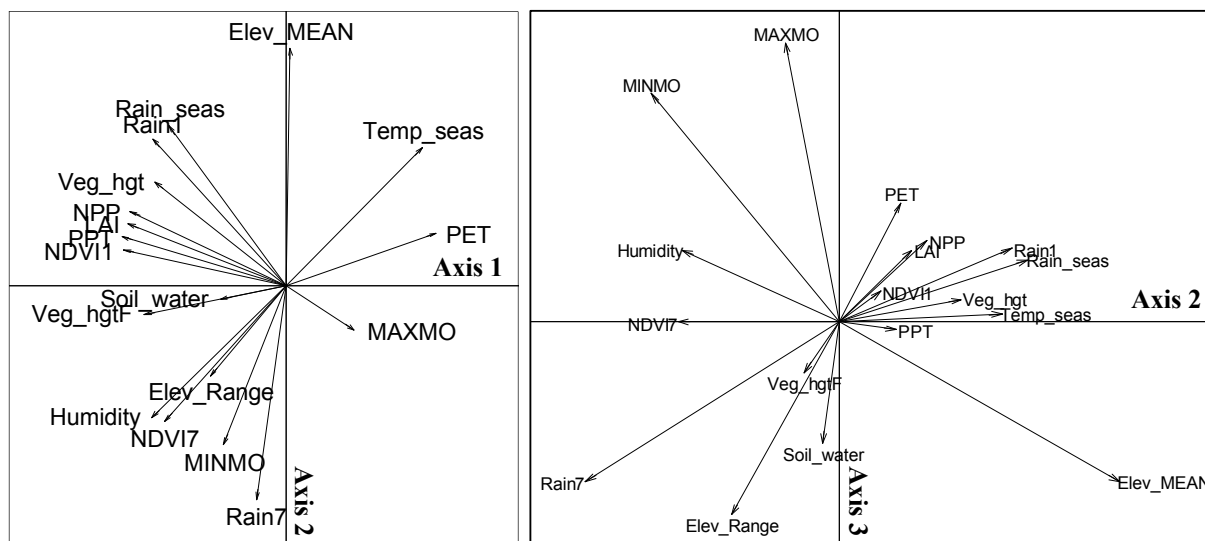 Elev_MEAN
Rain_seas
Rain1
Temp_seas
Veg_hgt
NPP
LAI
PPT
NDVI1
PET
Axis 1
Soil_water
Veg_hgtF
MAXMO
Elev_Range
Humidity
NDVI7
MINMO
Rain7
Axis 2
MAXMO
MINMO
PET
Humidity
NPP
LAI
Rain1
Rain_seas
NDVI1
Veg_hgt
Axis 2
Temp_seas
NDVI7
PPT
Veg_hgtF
Soil_water
Rain7
Elev_MEAN
Elev_Range
Axis 3